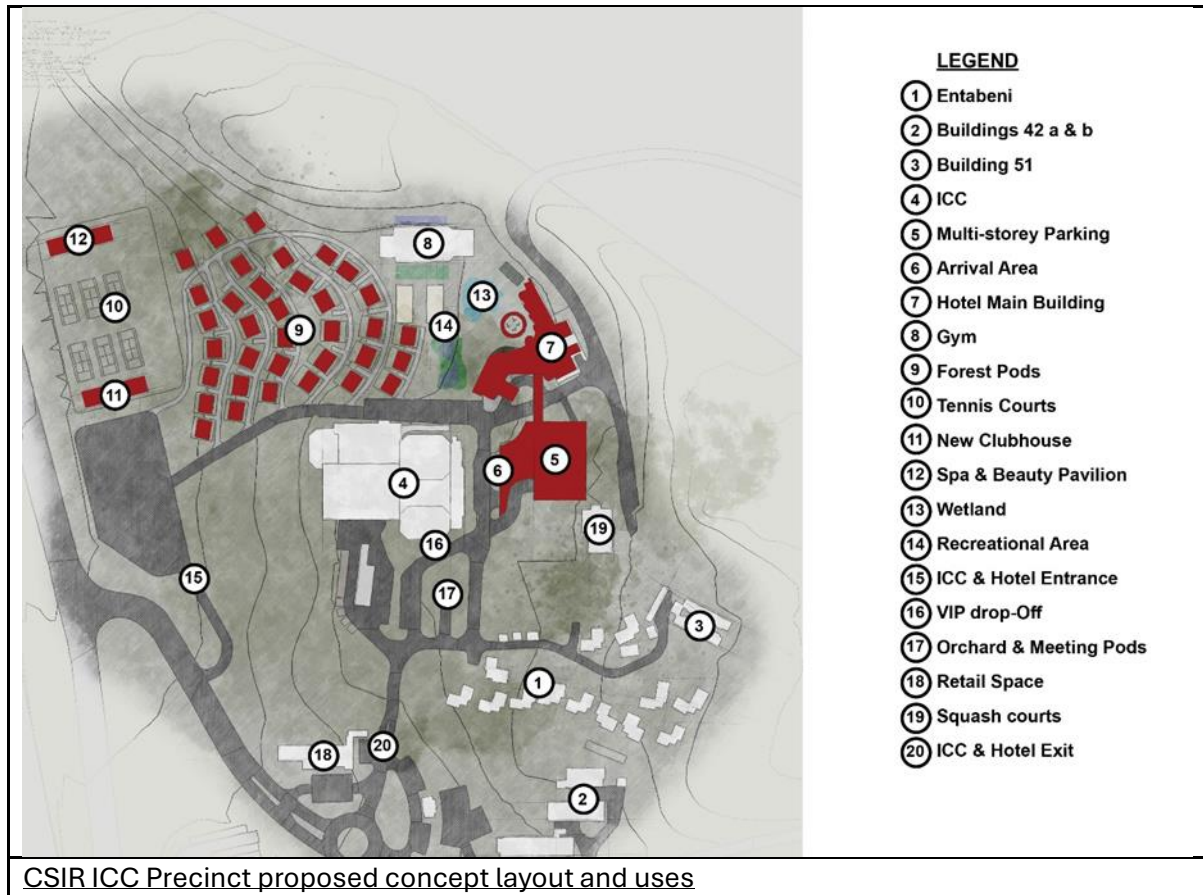 12
10
11
9
8
13
14
7
6
5
4
19
16
15
17
3
1
18
20
2
LEGEND
1 Entabeni
2 Buildings 42 a & b
3 Building 51
4 ICC
5 Multi-storey Parking
6 Arrival Area
7 Hotel Main Building
8 Gym
9 Forest Pods
10 Tennis Courts
11 New Clubhouse
12 Spa & Beauty Pavilion
13 Wetland
14 Recreational Area
15 ICC & Hotel Entrance
16 VIP drop-Off
17 Orchard & Meeting Pods
18 Retail Space
19 Squash courts
20 ICC & Hotel Exit
CSIR ICC Precinct proposed concept layout and uses